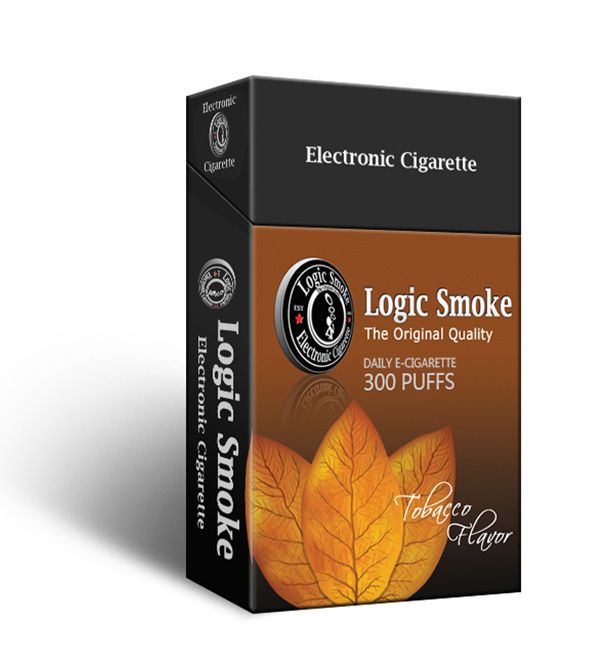 Electronic
Cigarette
Electronic Cigarette
Logic Smoke
EST
Electronic Cigarette
Logic Smoke
The Original Quality
DAILY E-CIGARETTE
300 PUFFS
Tobacco
Flavor
Logic Smoke
Electronic Cigarette